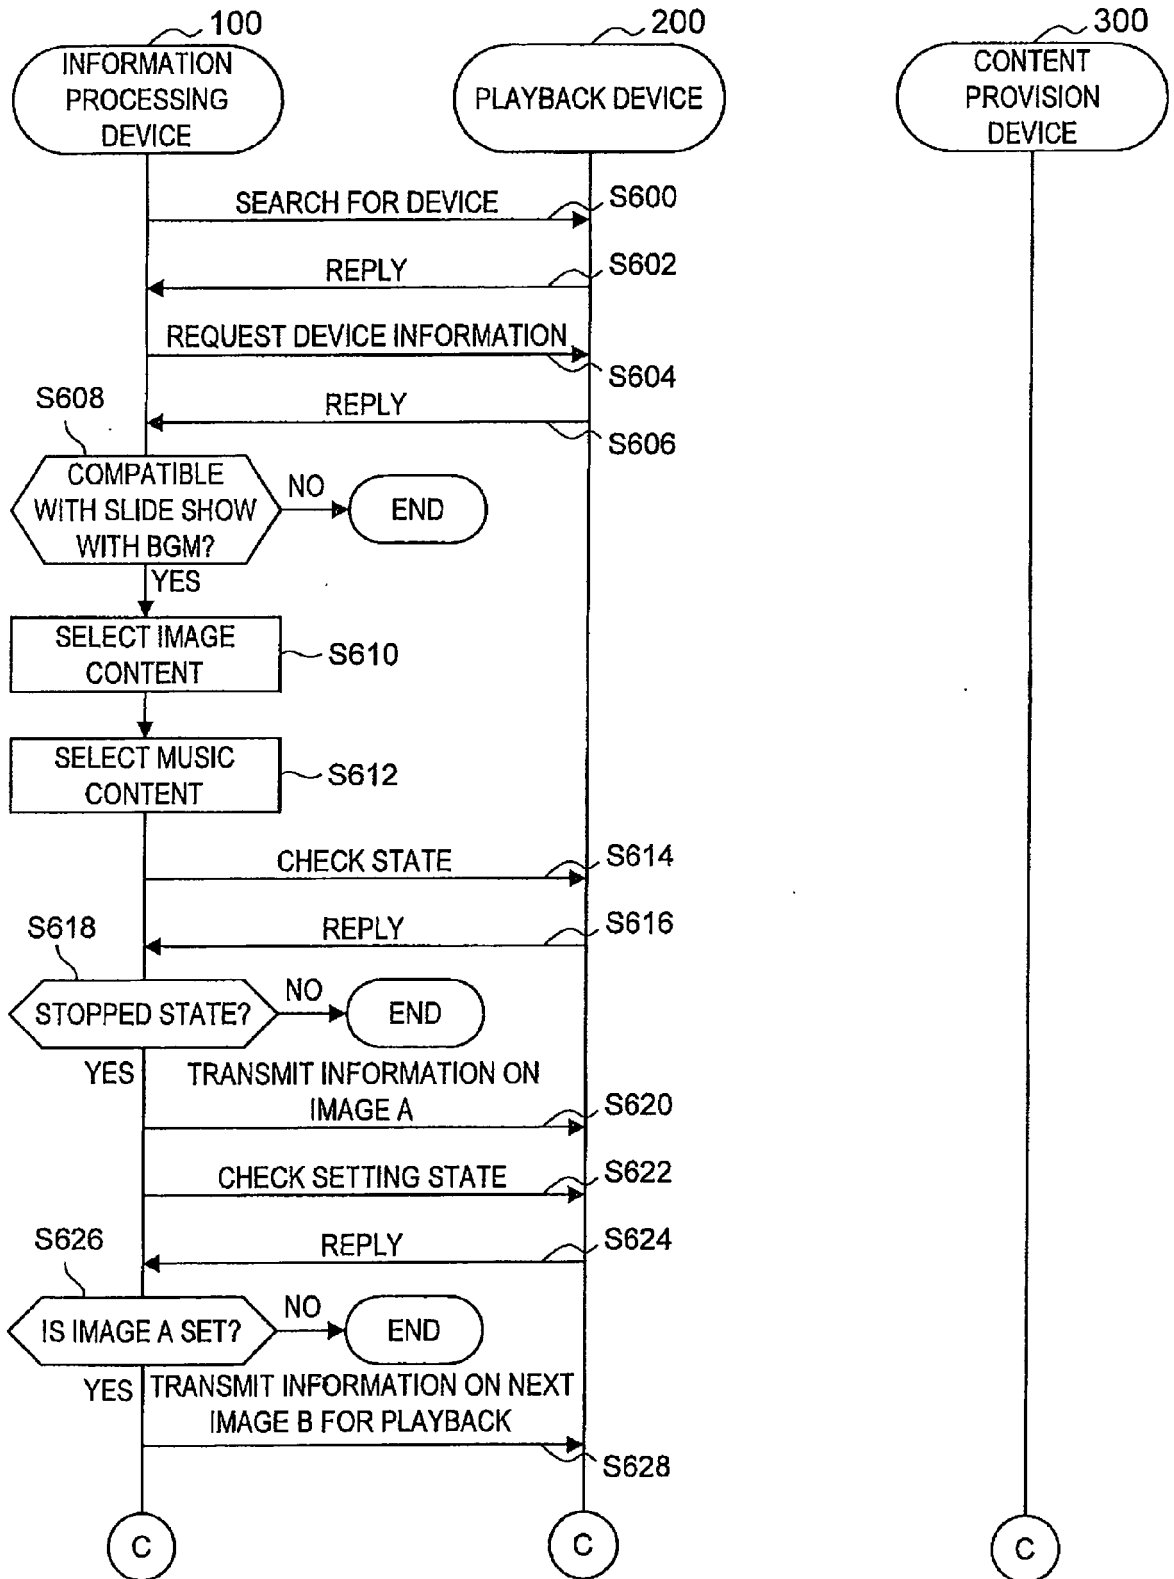 100
200
300
INFORMATION
PROCESSING
DEVICE
PLAYBACK DEVICE
CONTENT
PROVISION
DEVICE
SEARCH FOR DEVICE
S600
REPLY
S602
REQUEST DEVICE INFORMATION
S604
REPLY
S606
S608
COMPATIBLE
WITH SLIDE SHOW
WITH BGM?
NO
END
YES
SELECT IMAGE
CONTENT
S610
SELECT MUSIC
CONTENT
S612
CHECK STATE
S614
REPLY
S616
S618
STOPPED STATE?
NO
END
YES
TRANSMIT INFORMATION ON
IMAGE A
S620
CHECK SETTING STATE
S622
REPLY
S624
S626
IS IMAGE A SET?
NO
END
YES
TRANSMIT INFORMATION ON NEXT
IMAGE B FOR PLAYBACK
S628
C
C
C